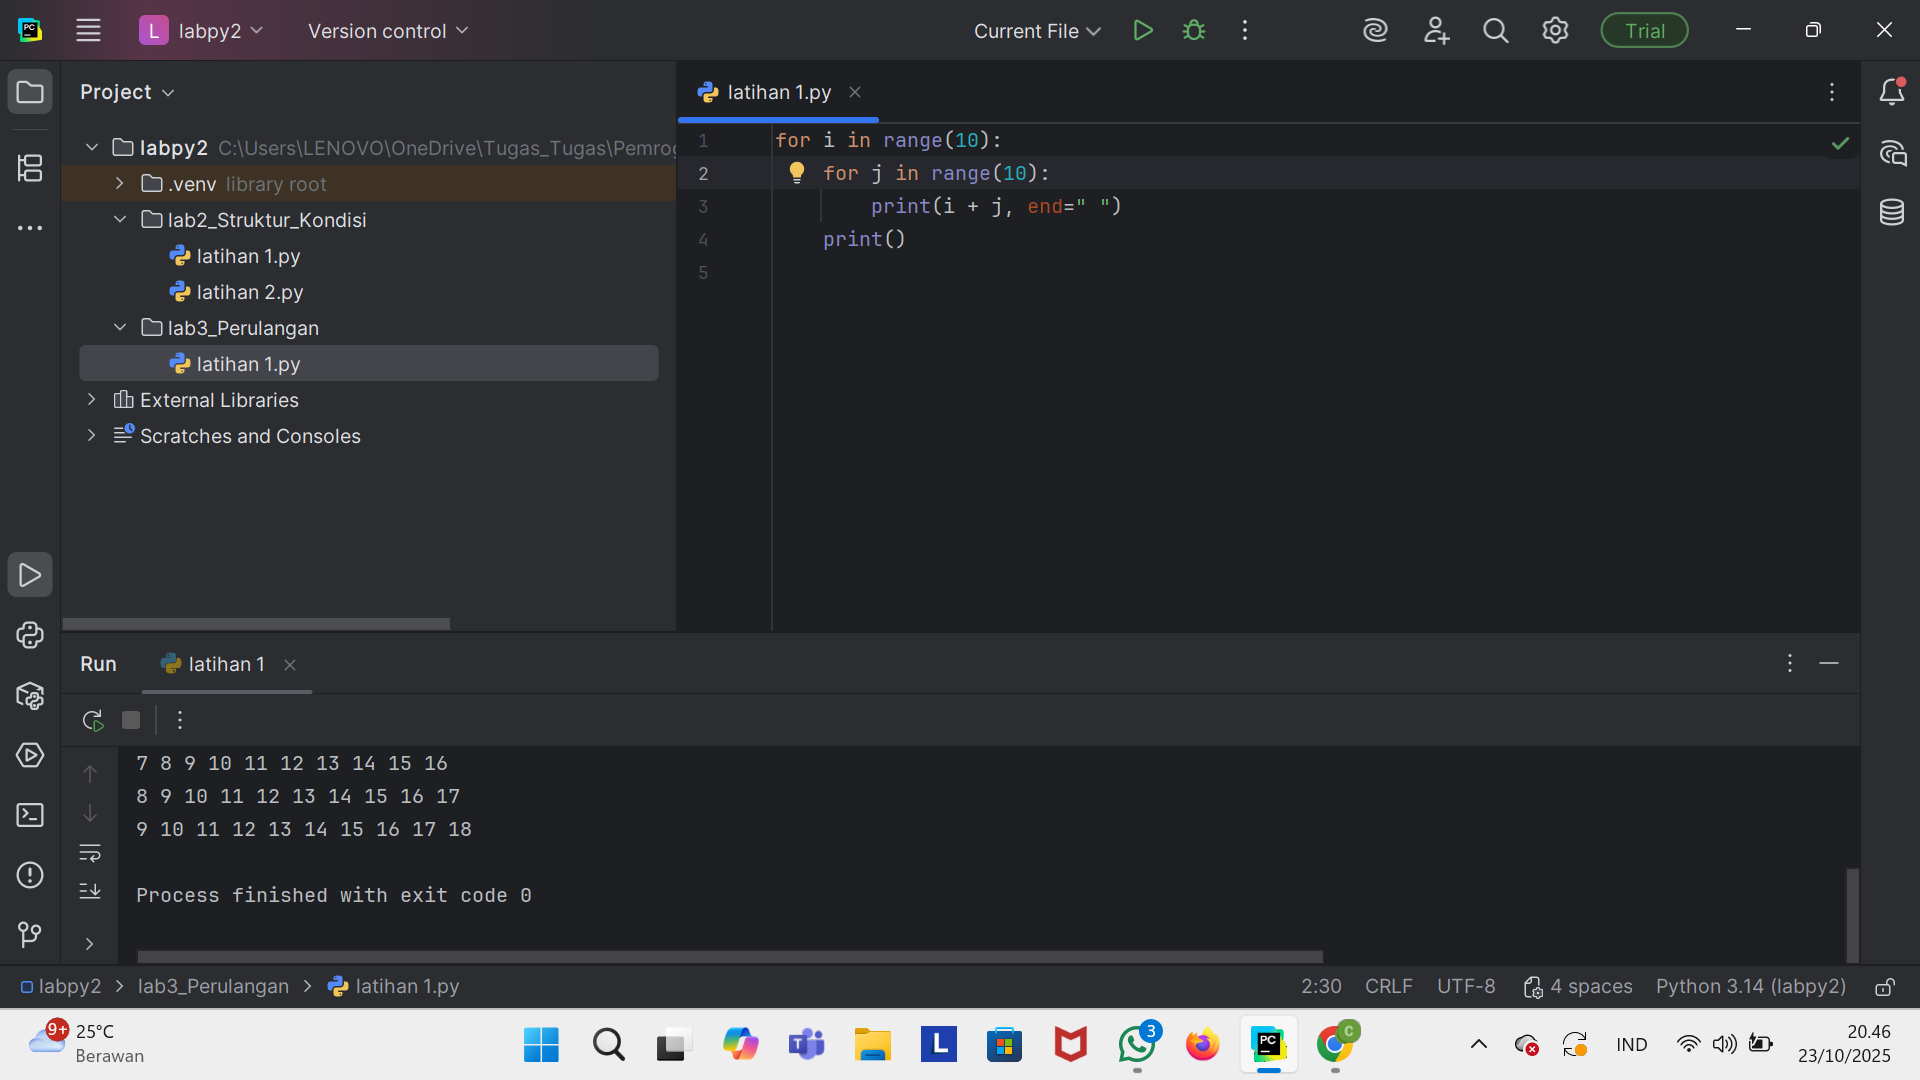 L labpy2 Version control Current File Trial
Project
latihan 1.py
labpy2 C:\Users\LENOVO\OneDrive\Tugas_Tugas\Pemrog
.venv library root
lab2_Struktur_Kondisi
latihan 1.py
latihan 2.py
lab3_Perulangan
latihan 1.py
External Libraries
Scratches and Consoles
1 for i in range(10):
2 for j in range(10):
3 print(i + j, end=" ")
4 print()
5
Run latihan 1
7 8 9 10 11 12 13 14 15 16
8 9 10 11 12 13 14 15 16 17
9 10 11 12 13 14 15 16 17 18
Process finished with exit code 0
labpy2 > lab3_Perulangan > latihan 1.py
2:30 CRLF UTF-8 4 spaces Python 3.14 (labpy2)
9+ 25°C
Berawan
L
PC
3
C
IND
20.46
23/10/2025